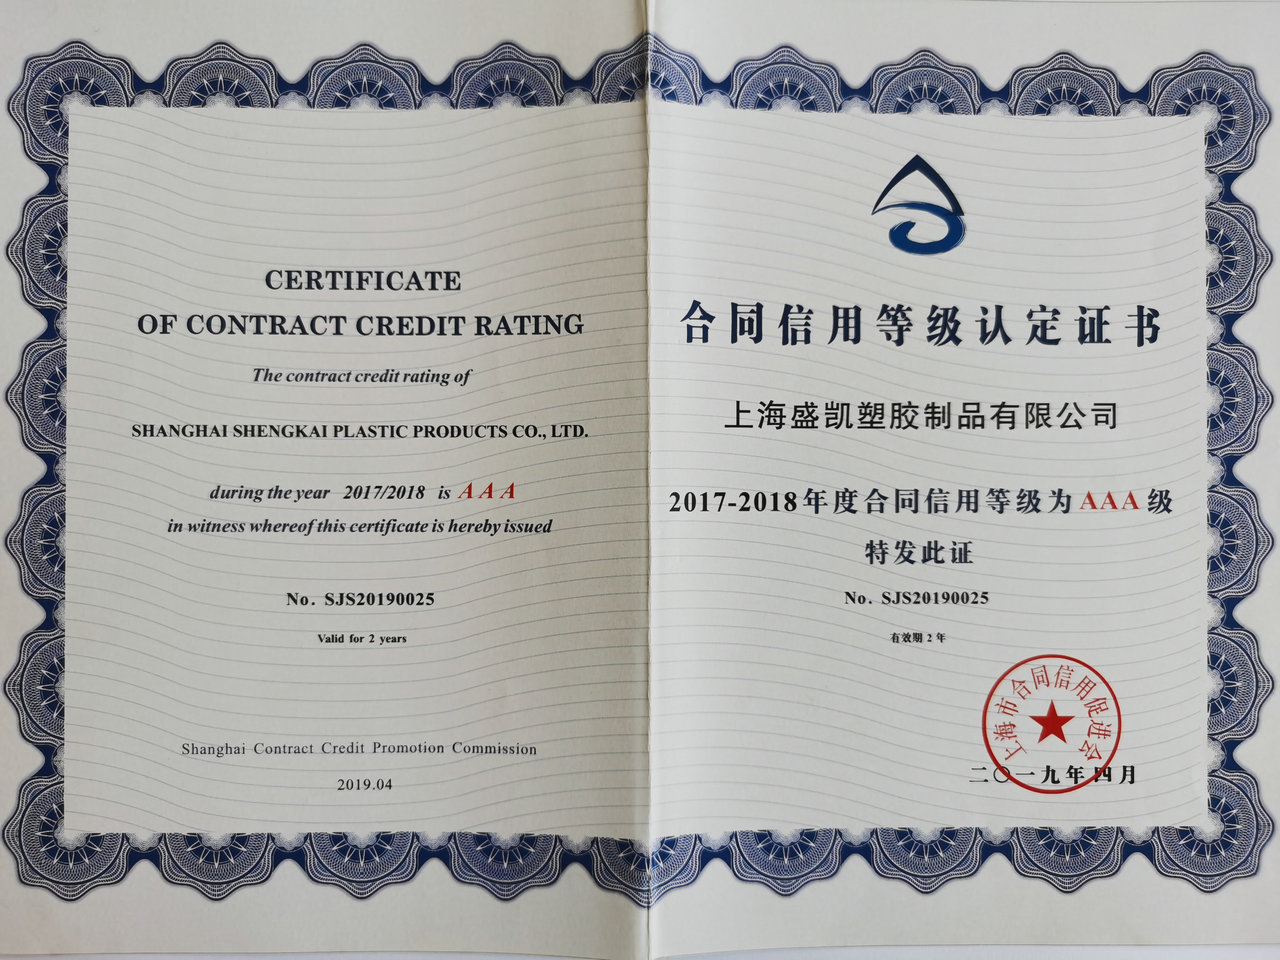 CERTIFICATE
OF CONTRACT CREDIT RATING
The contract credit rating of
SHANGHAI SHENGKAI PLASTIC PRODUCTS CO., LTD.
during the year 2017/2018 is AAA
in witness whereof this certificate is hereby issued
No. SJS20190025
Valid for 2 years
Shanghai Contract Credit Promotion Commission
2019.04
合同信用等级认定证书
上海盛凯塑胶制品有限公司
2017-2018年度合同信用等级为AAA级
特发此证
No. SJS20190025
有效期2年
上海市合同信用促进会
二〇一九年四月